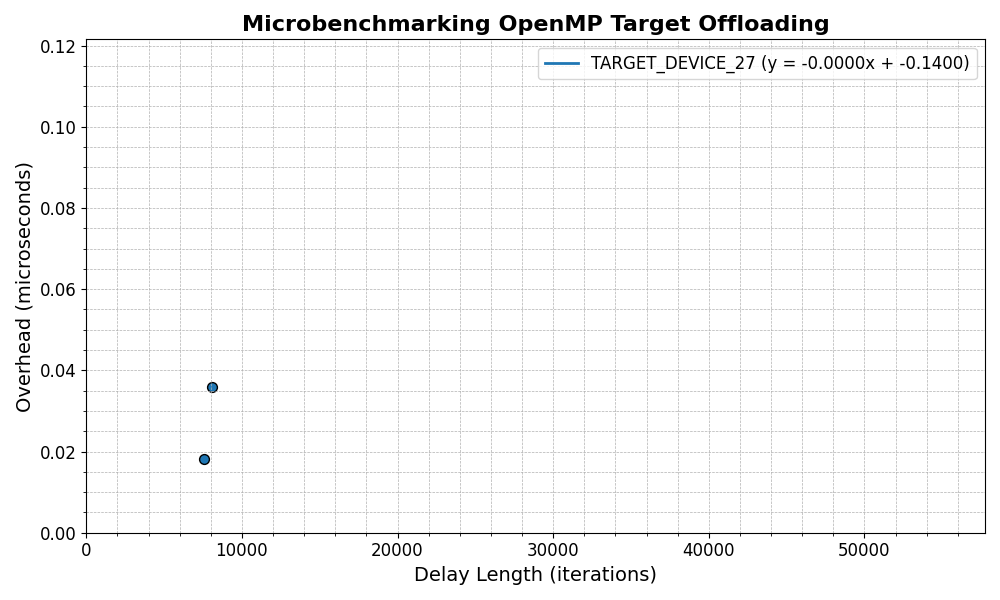 Microbenchmarking OpenMP Target Offloading
TARGET_DEVICE_27 (y = -0.0000x + -0.1400)
Overhead (microseconds)
0.12
0.10
0.08
0.06
0.04
0.02
0.00
0 10000 20000 30000 40000 50000
Delay Length (iterations)